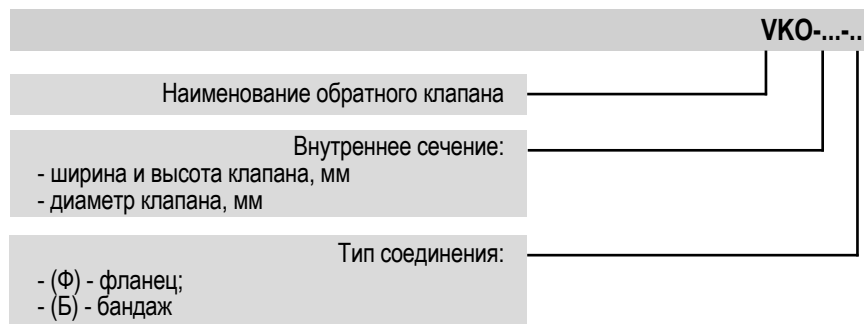 VKO-...-..
Наименование обратного клапана
Внутреннее сечение:
- ширина и высота клапана, мм
- диаметр клапана, мм
Тип соединения:
- (Ф) - фланец;
- (Б) - бандаж